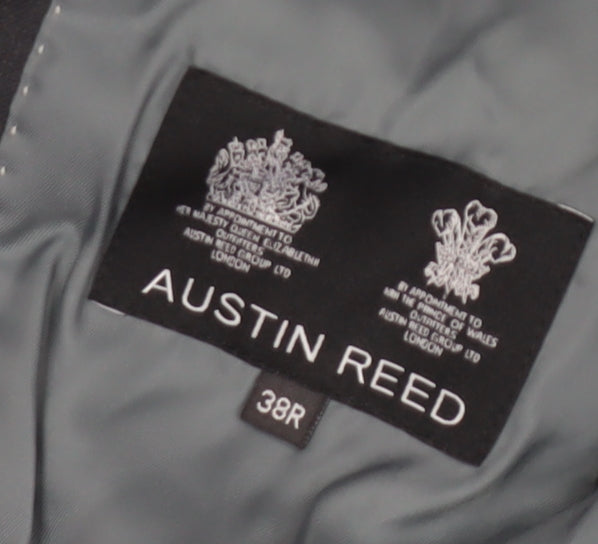 BY APPOINTMENT TO
HER MAJESTY QUEEN ELIZABETH II
OUTFITTERS
AUSTIN REED GROUP LTD
LONDON
BY APPOINTMENT TO
HRH THE PRINCE OF WALES
OUTFITTERS
AUSTIN REED GROUP LTD
LONDON
AUSTIN REED
38R